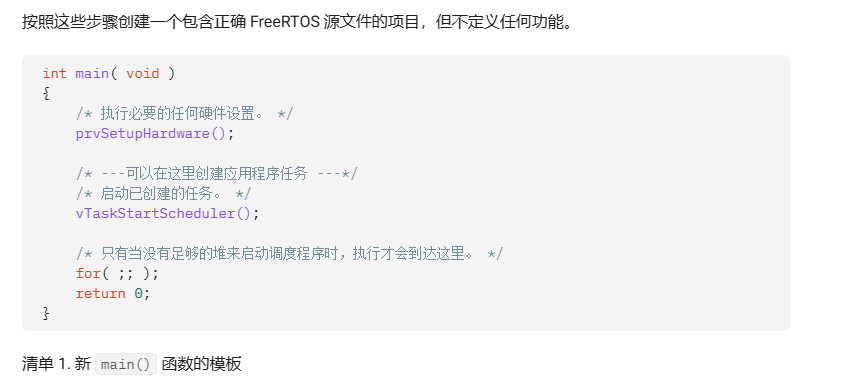 按照这些步骤创建一个包含正确 FreeRTOS 源文件的项目，但不定义任何功能。
int main( void )
{
    /* 执行必要的任何硬件设置。 */
    prvSetupHardware();
    /* ---可以在这里创建应用程序任务 ---*/
    /* 启动已创建的任务。 */
    vTaskStartScheduler();
    /* 只有当没有足够的堆来启动调度程序时，执行才会到达这里。 */
    for( ;; );
    return 0;
}
清单 1. 新 main() 函数的模板